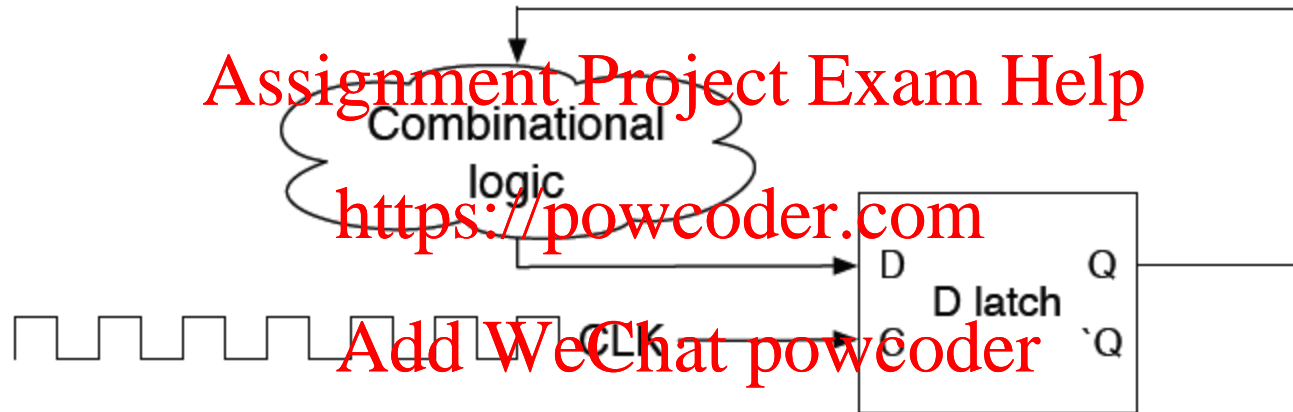 Assignment Project Exam Help
Combinational
logic
https://powcoder.com
D Q
D latch
CLK C `Q
Add WeChat powcoder